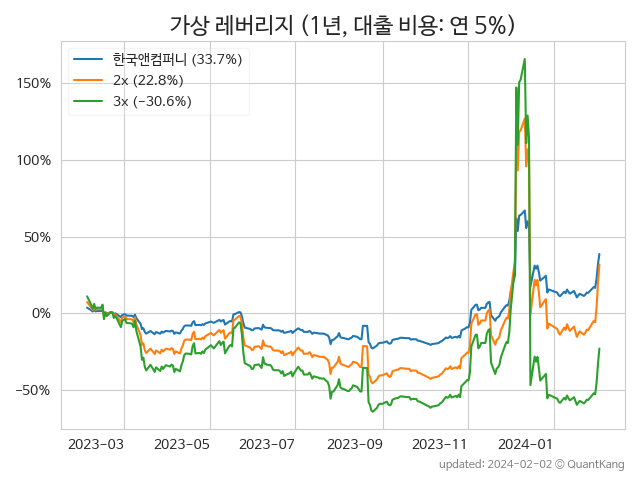 가상 레버리지 (1년, 대출 비용: 연 5%)
한국앤컴퍼니 (33.7%)
2x (22.8%)
3x (−30.6%)
150%
100%
50%
0%
−50%
2023-03
2023-05
2023-07
2023-09
2023-11
2024-01
updated: 2024-02-02 © QuantKang